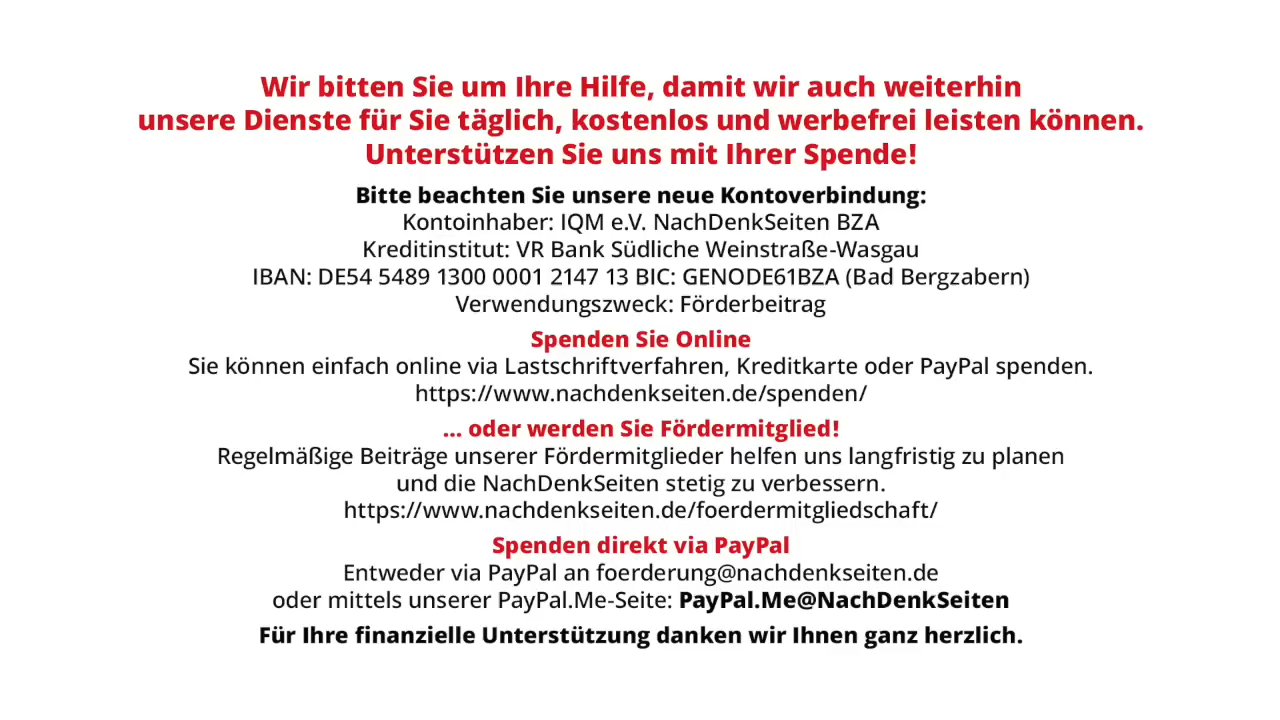 Wir bitten Sie um Ihre Hilfe, damit wir auch weiterhin
unsere Dienste für Sie täglich, kostenlos und werbefrei leisten können.
Unterstützen Sie uns mit Ihrer Spende!
Bitte beachten Sie unsere neue Kontoverbindung:
Kontoinhaber: IQM e.V. NachDenkSeiten BZA
Kreditinstitut: VR Bank Südliche Weinstraße-Wasgau
IBAN: DE54 5489 1300 0001 2147 13 BIC: GENODE61BZA (Bad Bergzabern)
Verwendungszweck: Förderbeitrag
Spenden Sie Online
Sie können einfach online via Lastschriftverfahren, Kreditkarte oder PayPal spenden.
https://www.nachdenkseiten.de/spenden/
... oder werden Sie Fördermitglied!
Regelmäßige Beiträge unserer Fördermitglieder helfen uns langfristig zu planen
und die NachDenkSeiten stetig zu verbessern.
https://www.nachdenkseiten.de/foerdermitgliedschaft/
Spenden direkt via PayPal
Entweder via PayPal an foerderung@nachdenkseiten.de
oder mittels unserer PayPal.Me-Seite: PayPal.Me@NachDenkSeiten
Für Ihre finanzielle Unterstützung danken wir Ihnen ganz herzlich.